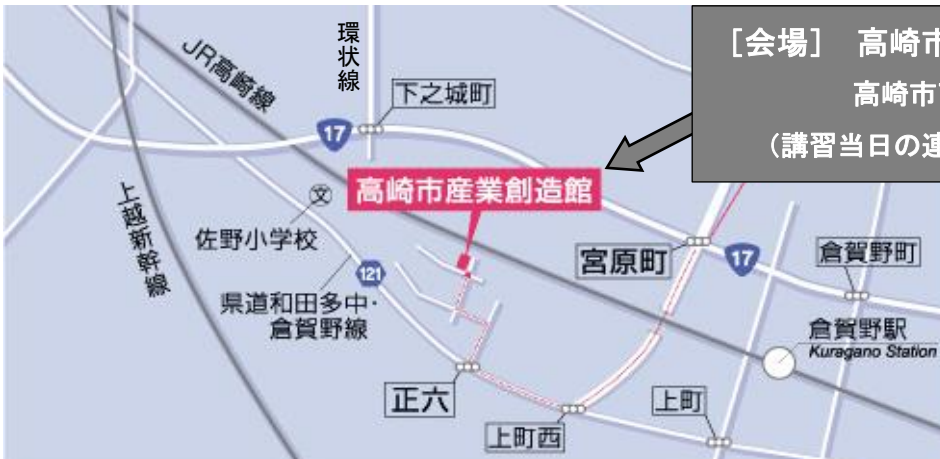 [会場] 高崎市
高崎市
(講習当日の連
環状線
JR高崎線
下之城町
17
高崎市産業創造館
上越新幹線
佐野小学校
文
宮原町
17
倉賀野町
121
県道和田多中・
倉賀野線
倉賀野駅
Kuragano Station
正六
上町
上町西